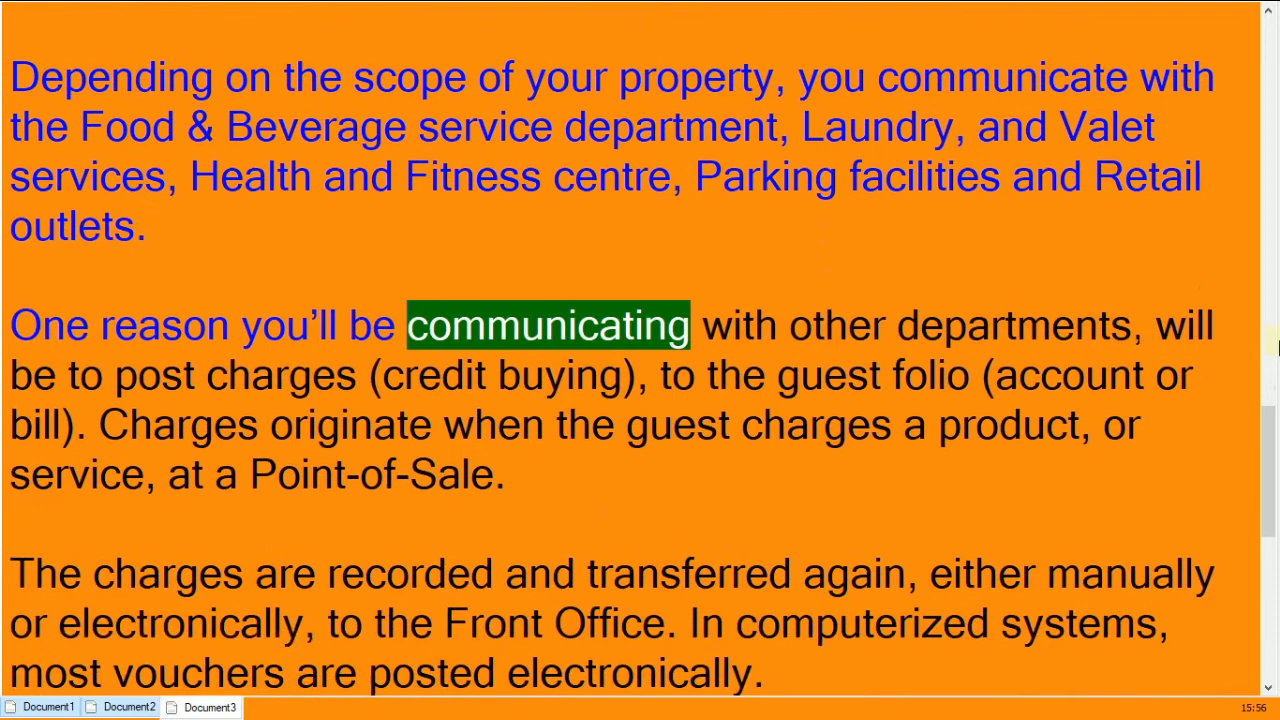 Depending on the scope of your property, you communicate with
the Food & Beverage service department, Laundry, and Valet
services, Health and Fitness centre, Parking facilities and Retail
outlets.
One reason you’ll be communicating with other departments, will
be to post charges (credit buying), to the guest folio (account or
bill). Charges originate when the guest charges a product, or
service, at a Point-of-Sale.
The charges are recorded and transferred again, either manually
or electronically, to the Front Office. In computerized systems,
most vouchers are posted electronically.
Document1 Document2 Document3 15:56